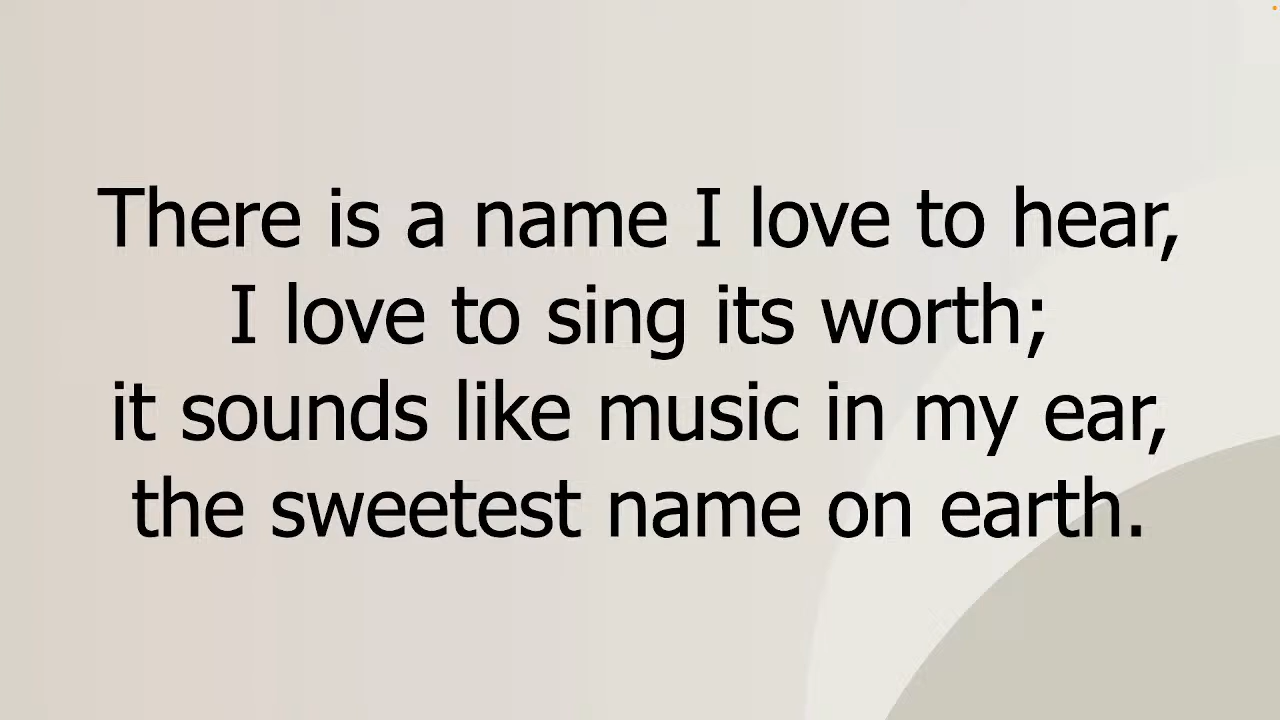 There is a name I love to hear,
I love to sing its worth;
it sounds like music in my ear,
the sweetest name on earth.